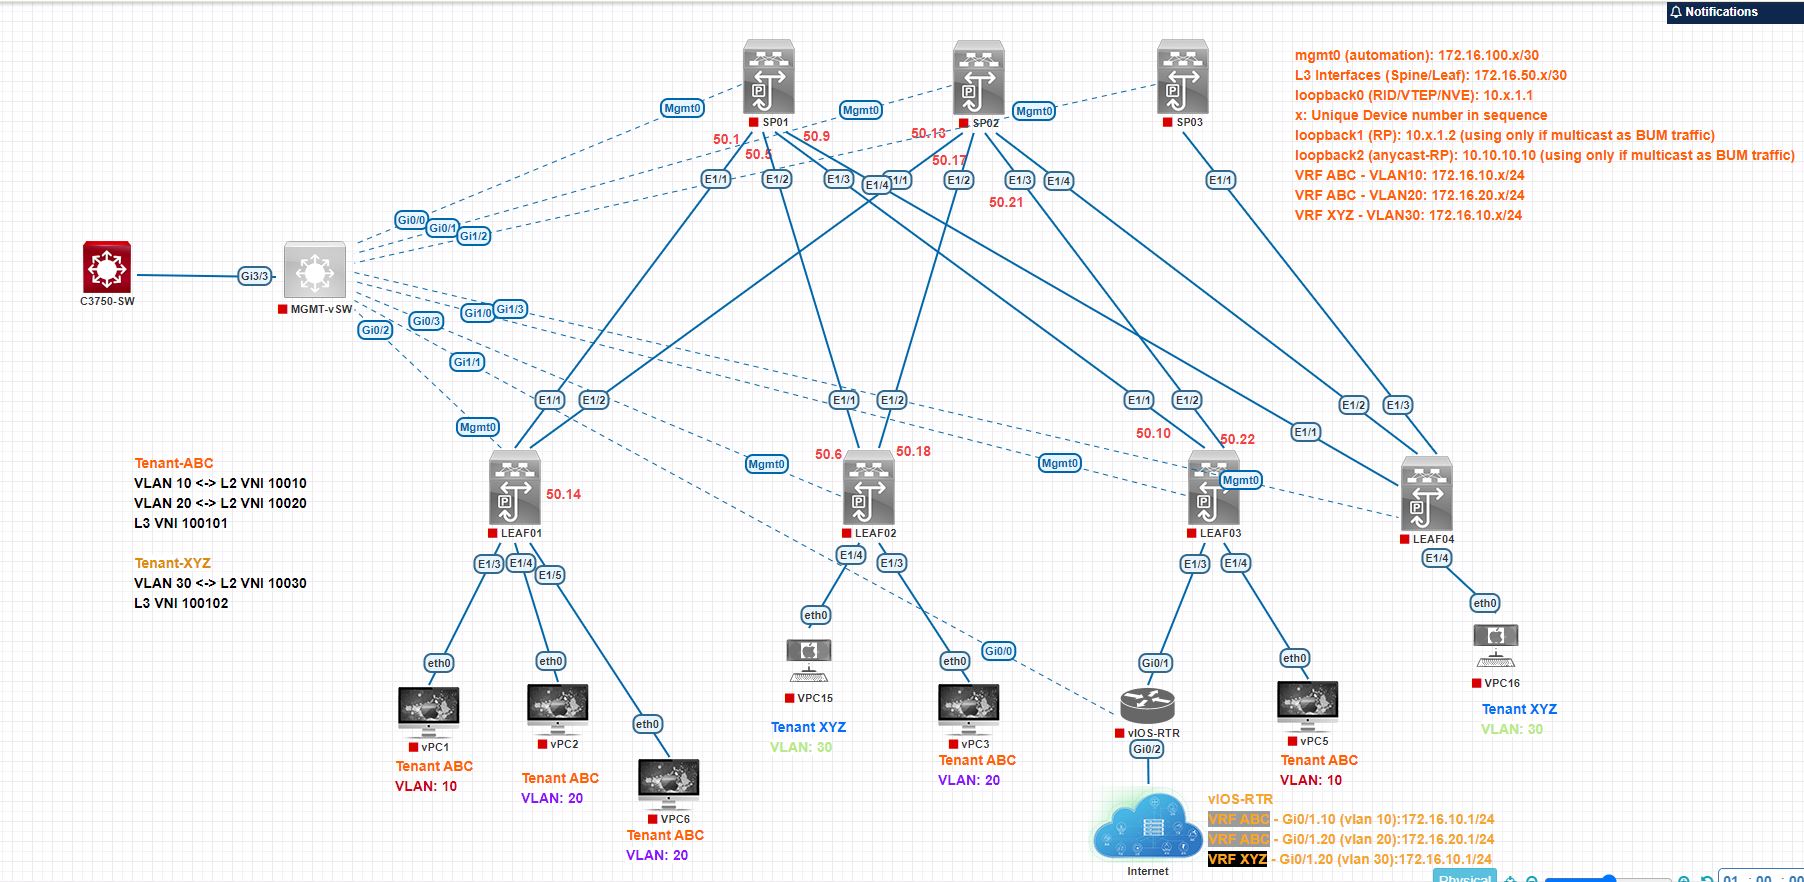 Notifications
mgmt0 (automation): 172.16.100.x/30
L3 Interfaces (Spine/Leaf): 172.16.50.x/30
loopback0 (RID/VTEP/NVE): 10.x.1.1
x: Unique Device number in sequence
loopback1 (RP): 10.x.1.2 (using only if multicast as BUM traffic)
loopback2 (anycast-RP): 10.10.10.10 (using only if multicast as BUM traffic)
VRF ABC - VLAN10: 172.16.10.x/24
VRF ABC - VLAN20: 172.16.20.x/24
VRF XYZ - VLAN30: 172.16.10.x/24
Mgmt0
Mgmt0
Mgmt0
SP01
SP02
SP03
50.1
50.5
50.9
50.13
50.17
50.21
E1/1
E1/2
E1/3
E1/4
E1/1
E1/2
E1/3
E1/4
E1/1
Gi0/0
Gi0/1
Gi1/2
C3750-SW
Gi3/3
MGMT-vSW
Gi0/2
Gi0/3
Gi1/0
Gi1/3
Gi1/1
E1/1
E1/2
E1/1
E1/2
E1/1
E1/2
E1/2
E1/3
E1/1
Mgmt0
Mgmt0
Mgmt0
Mgmt0
50.6
50.18
50.10
50.22
50.14
Tenant-ABC
VLAN 10 <-> L2 VNI 10010
VLAN 20 <-> L2 VNI 10020
L3 VNI 100101
Tenant-XYZ
VLAN 30 <-> L2 VNI 10030
L3 VNI 100102
LEAF01
LEAF02
LEAF03
LEAF04
E1/3
E1/4
E1/5
E1/4
E1/3
E1/3
E1/4
E1/4
eth0
eth0
eth0
eth0
eth0
Gi0/0
Gi0/1
eth0
eth0
vPC1
Tenant ABC
VLAN: 10
vPC2
Tenant ABC
VLAN: 20
VPC6
Tenant ABC
VLAN: 20
VPC15
Tenant XYZ
VLAN: 30
vPC3
Tenant ABC
VLAN: 20
vIOS-RTR
Gi0/2
Internet
vPC5
Tenant ABC
VLAN: 10
VPC16
Tenant XYZ
VLAN: 30
vIOS-RTR
VRF ABC - Gi0/1.10 (vlan 10):172.16.10.1/24
VRF ABC - Gi0/1.20 (vlan 20):172.16.20.1/24
VRF XYZ - Gi0/1.20 (vlan 30):172.16.10.1/24
Physical